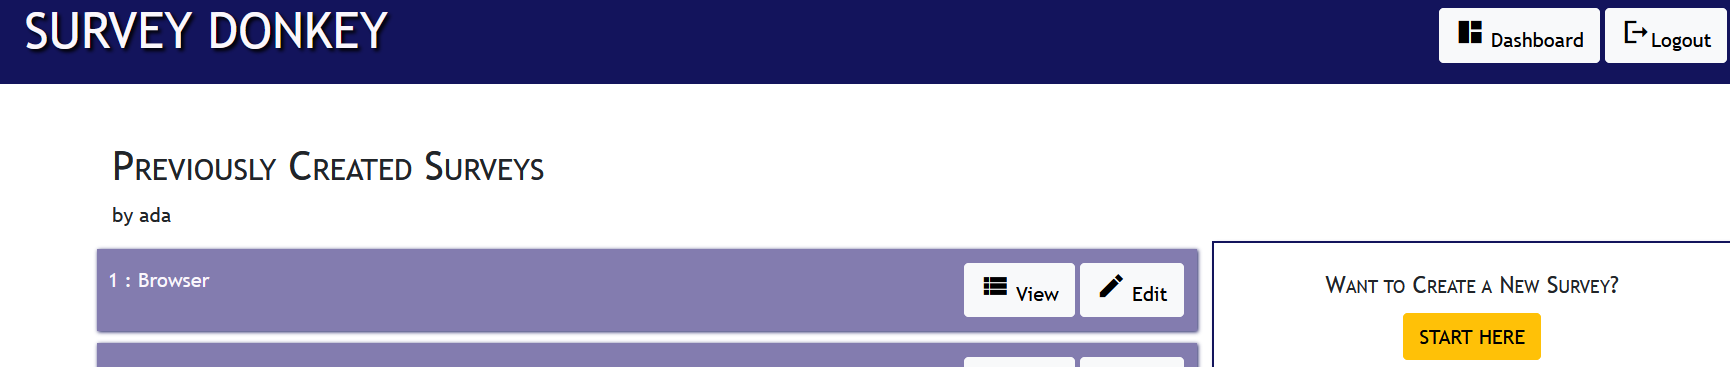 SURVEY DONKEY
Dashboard
Logout
Previously Created Surveys
by ada
1 : Browser
View
Edit
Want to Create a New Survey?
START HERE